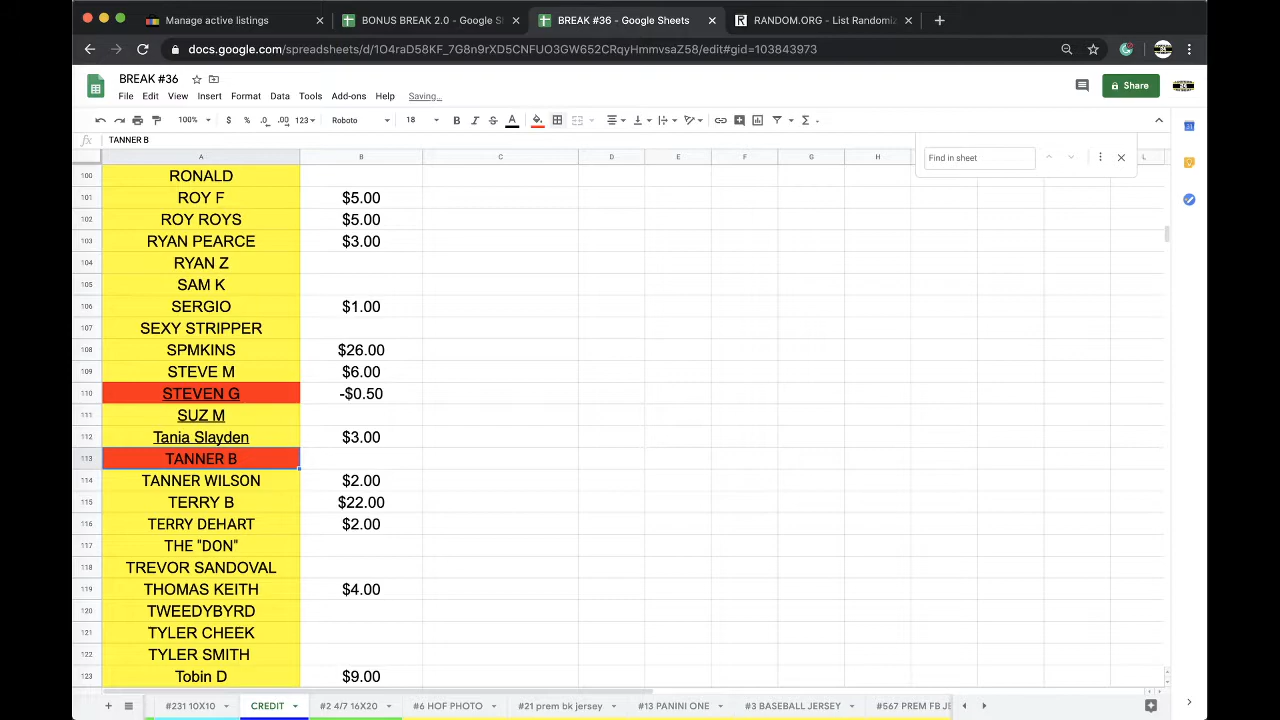 Manage active listings
BONUS BREAK 2.0 - Google S
BREAK #36 - Google Sheets
RANDOM.ORG - List Randomiz
docs.google.com/spreadsheets/d/1O4raD58KF_7G8n9rXD5CNFUO3GW652CRqyHmmvsaZ58/edit#gid=103843973
BREAK #36
File Edit View Insert Format Data Tools Add-ons Help Saving...
Share
100% $ % .0 .00 123 Roboto 18 B I S A
fx TANNER B
Find in sheet
A B C D E F G H L
100 RONALD
101 ROY F $5.00
102 ROY ROYS $5.00
103 RYAN PEARCE $3.00
104 RYAN Z
105 SAM K
106 SERGIO $1.00
107 SEXY STRIPPER
108 SPMKINS $26.00
109 STEVE M $6.00
110 STEVEN G -$0.50
111 SUZ M
112 Tania Slayden $3.00
113 TANNER B
114 TANNER WILSON $2.00
115 TERRY B $22.00
116 TERRY DEHART $2.00
117 THE "DON"
118 TREVOR SANDOVAL
119 THOMAS KEITH $4.00
120 TWEEDYBYRD
121 TYLER CHEEK
122 TYLER SMITH
123 Tobin D $9.00
#231 10X10 CREDIT #2 4/7 16X20 #6 HOF PHOTO #21 prem bk jersey #13 PANINI ONE #3 BASEBALL JERSEY #567 PREM FB JE